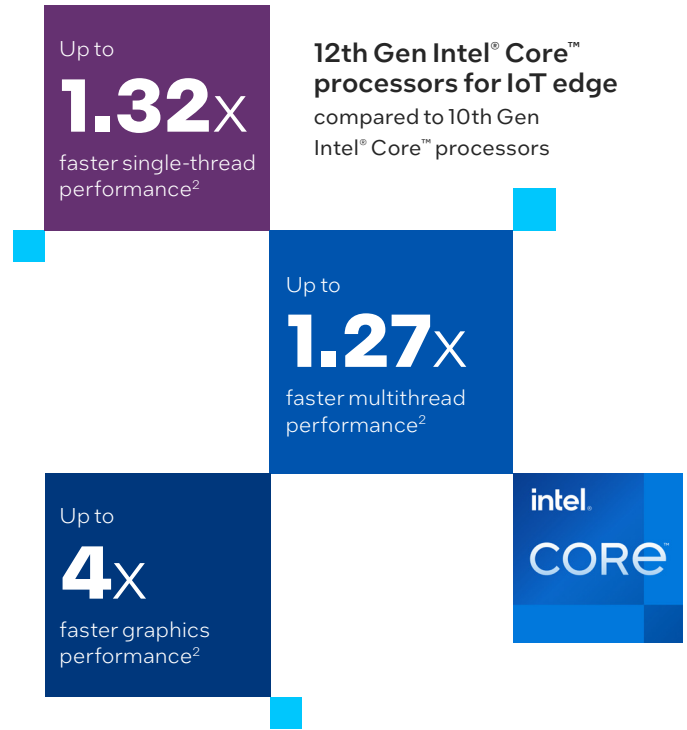 Up to
1.32X
faster single-thread
performance²
12th Gen Intel® Core™
processors for IoT edge
compared to 10th Gen
Intel® Core™ processors
Up to
1.27X
faster multithread
performance²
Up to
4X
faster graphics
performance²
intel.
CORe™